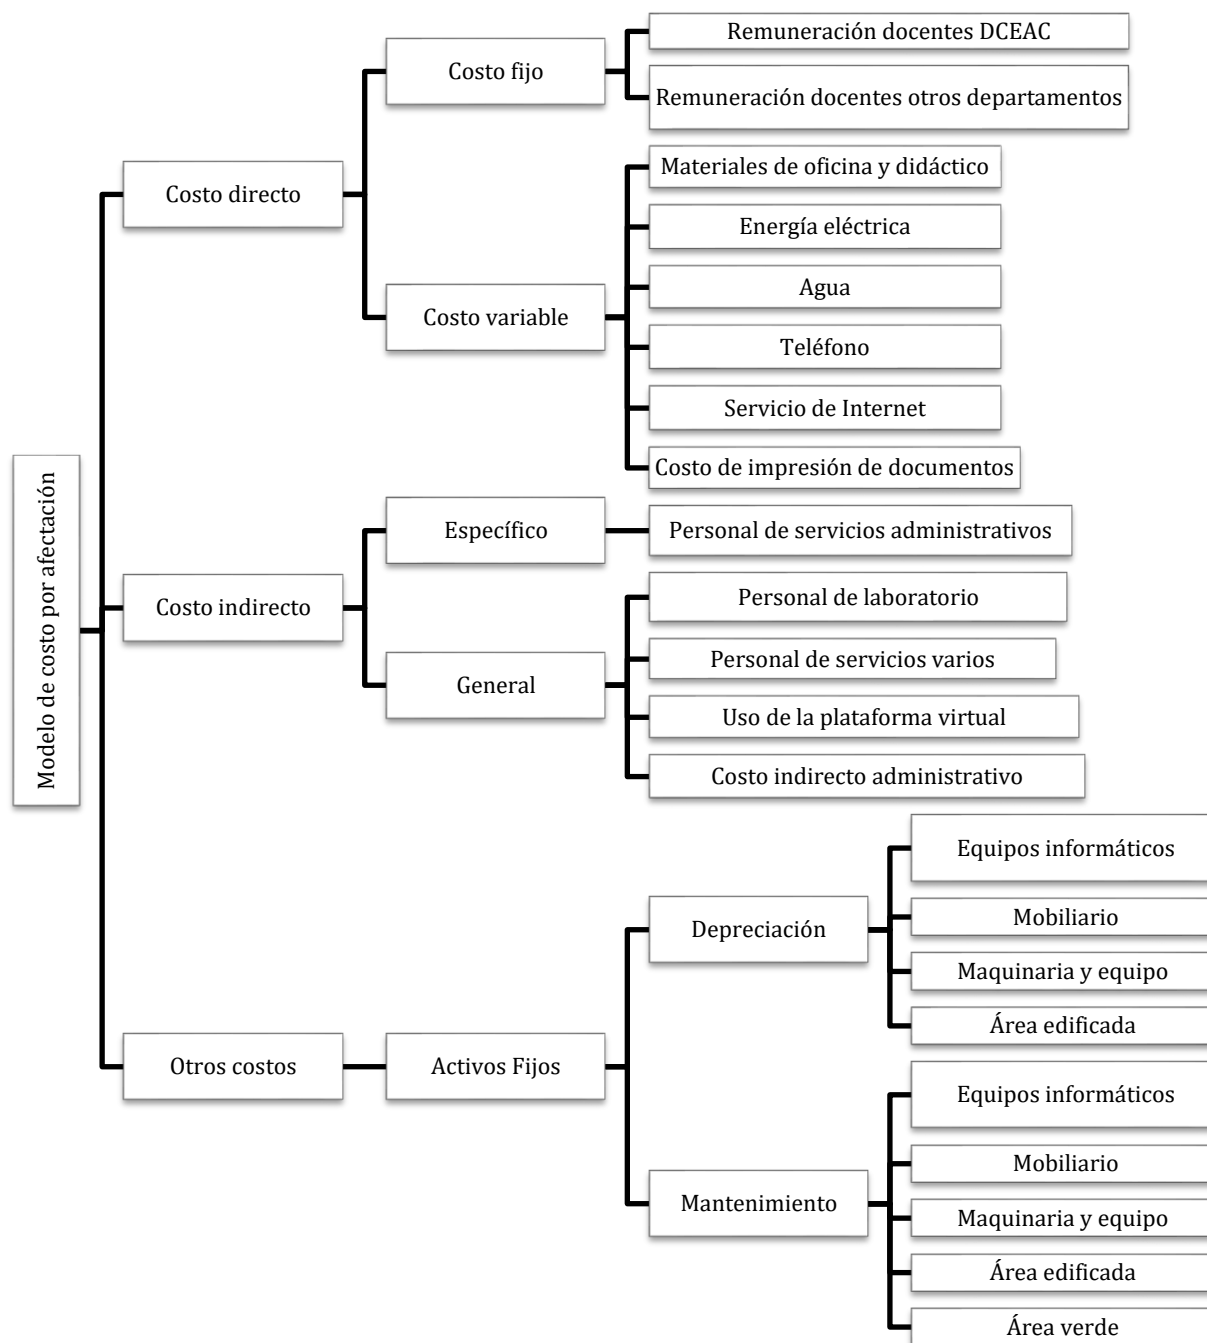 Modelo de costo por afectación
Costo directo
Costo fijo
Remuneración docentes DCEAC
Remuneración docentes otros departamentos
Costo variable
Materiales de oficina y didáctico
Energía eléctrica
Agua
Teléfono
Servicio de Internet
Costo de impresión de documentos
Costo indirecto
Específico
Personal de servicios administrativos
General
Personal de laboratorio
Personal de servicios varios
Uso de la plataforma virtual
Costo indirecto administrativo
Otros costos
Activos Fijos
Depreciación
Equipos informáticos
Mobiliario
Maquinaria y equipo
Área edificada
Mantenimiento
Equipos informáticos
Mobiliario
Maquinaria y equipo
Área edificada
Área verde